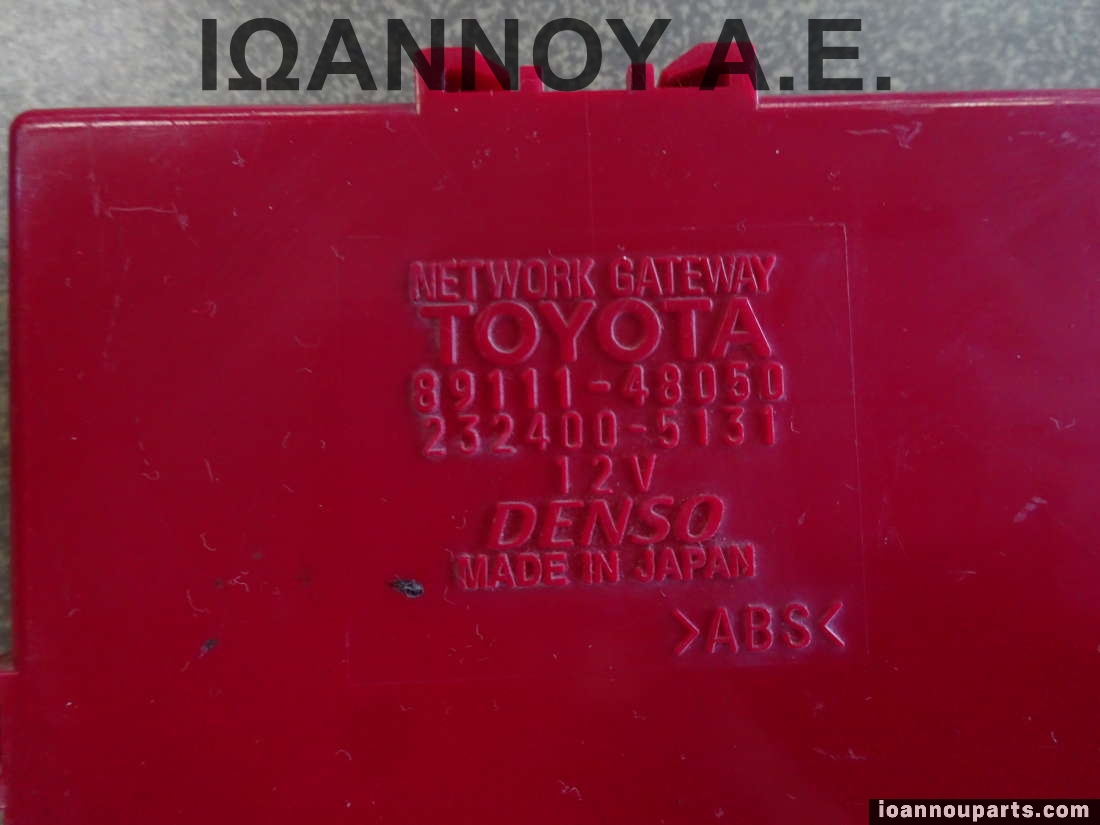 ΙΩΑΝΝΟΥ Α.Ε.
NETWORK GATEWAY
TOYOTA
89111-48050
232400-5131
12V
DENSO
MADE IN JAPAN
>ABS<
ioannouparts.com